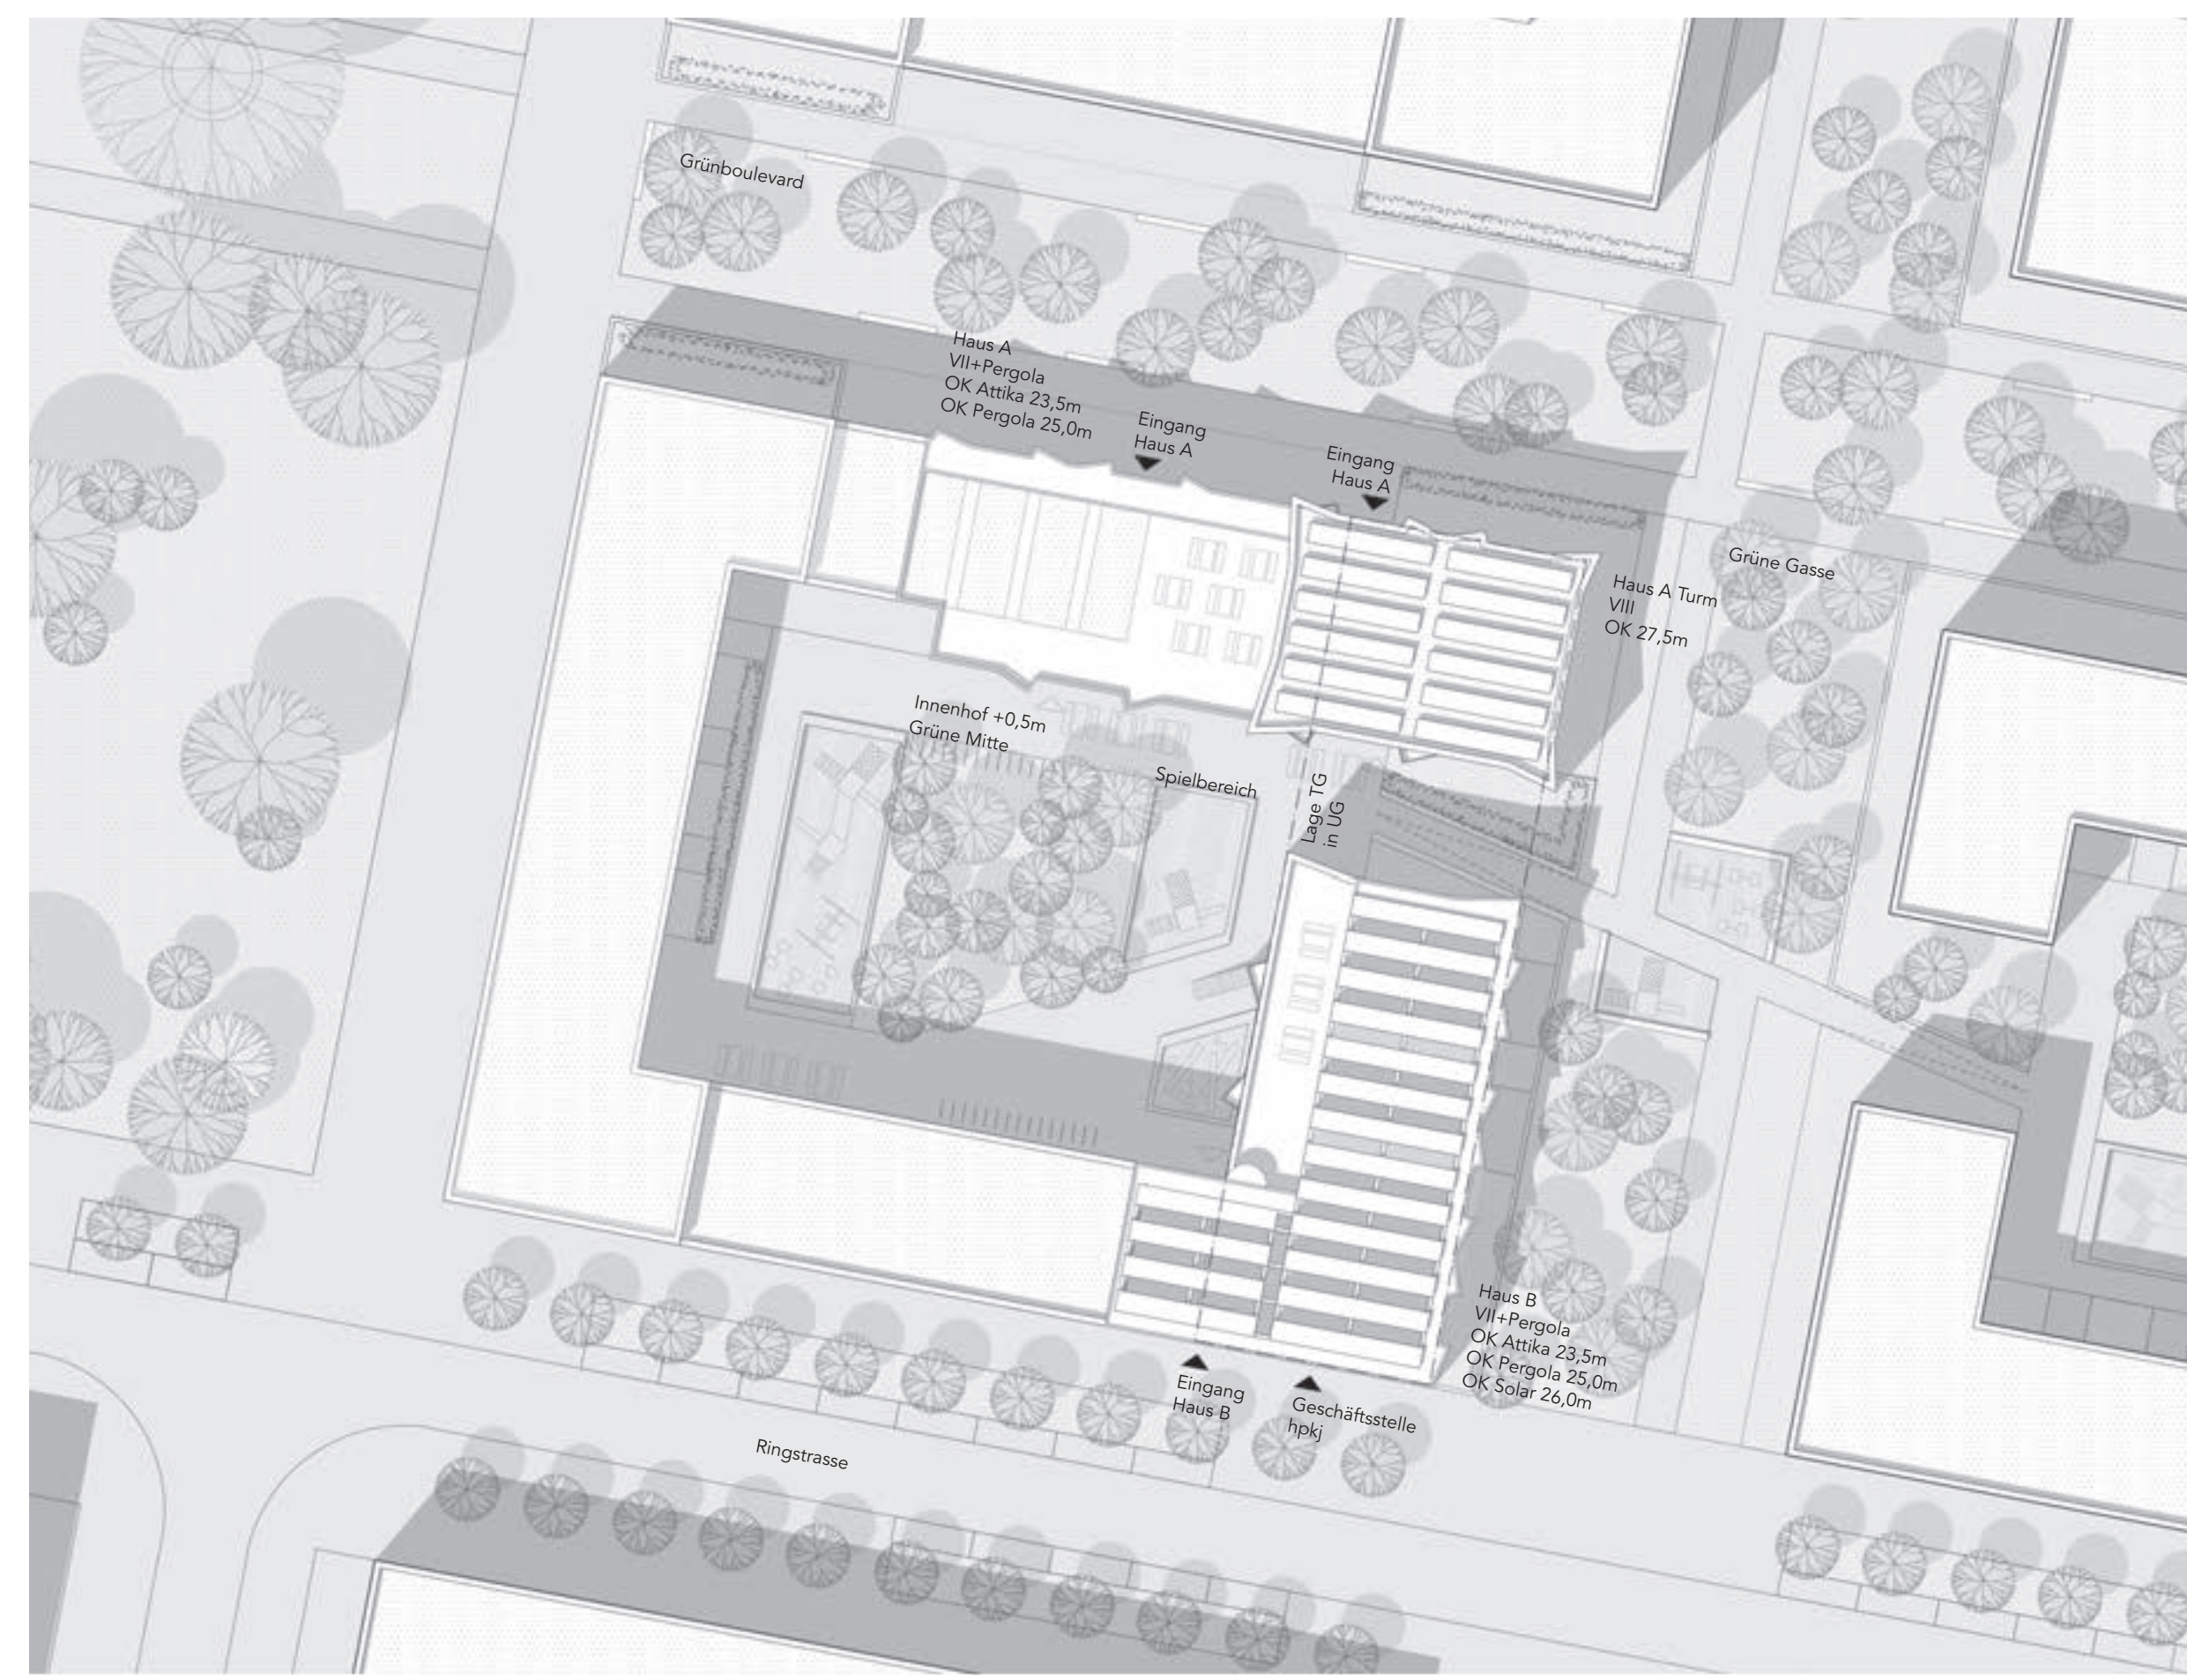 Grünboulevard
Haus A
VII+Pergola
OK Attika 23,5m
OK Pergola 25,0m
Eingang
Haus A
Eingang
Haus A
Grüne Gasse
Haus A Turm
VIII
OK 27,5m
Innenhof +0,5m
Grüne Mitte
Spielbereich
Lage TG
in UG
Haus B
VII+Pergola
OK Attika 23,5m
OK Pergola 25,0m
OK Solar 26,0m
Eingang
Haus B
Geschäftsstelle
hpkj
Ringstrasse